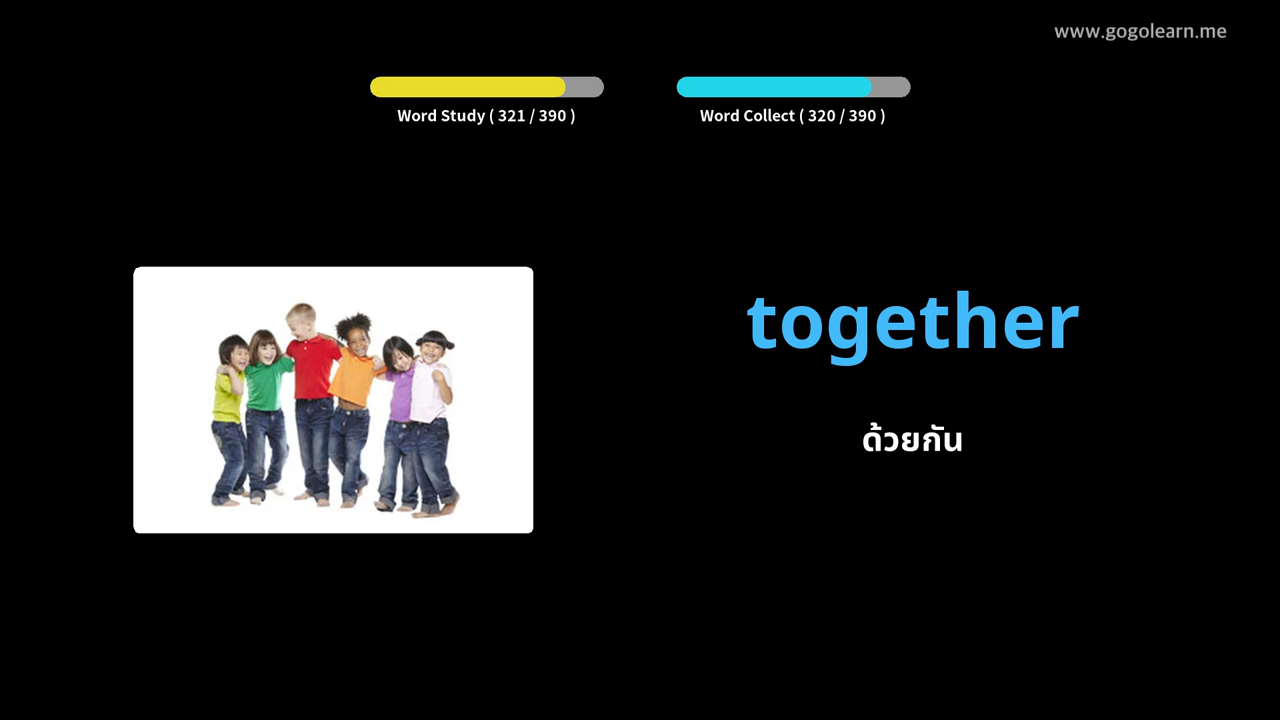 www.gogolearn.me
Word Study ( 321 / 390 )
Word Collect ( 320 / 390 )
together
ด้วยกัน